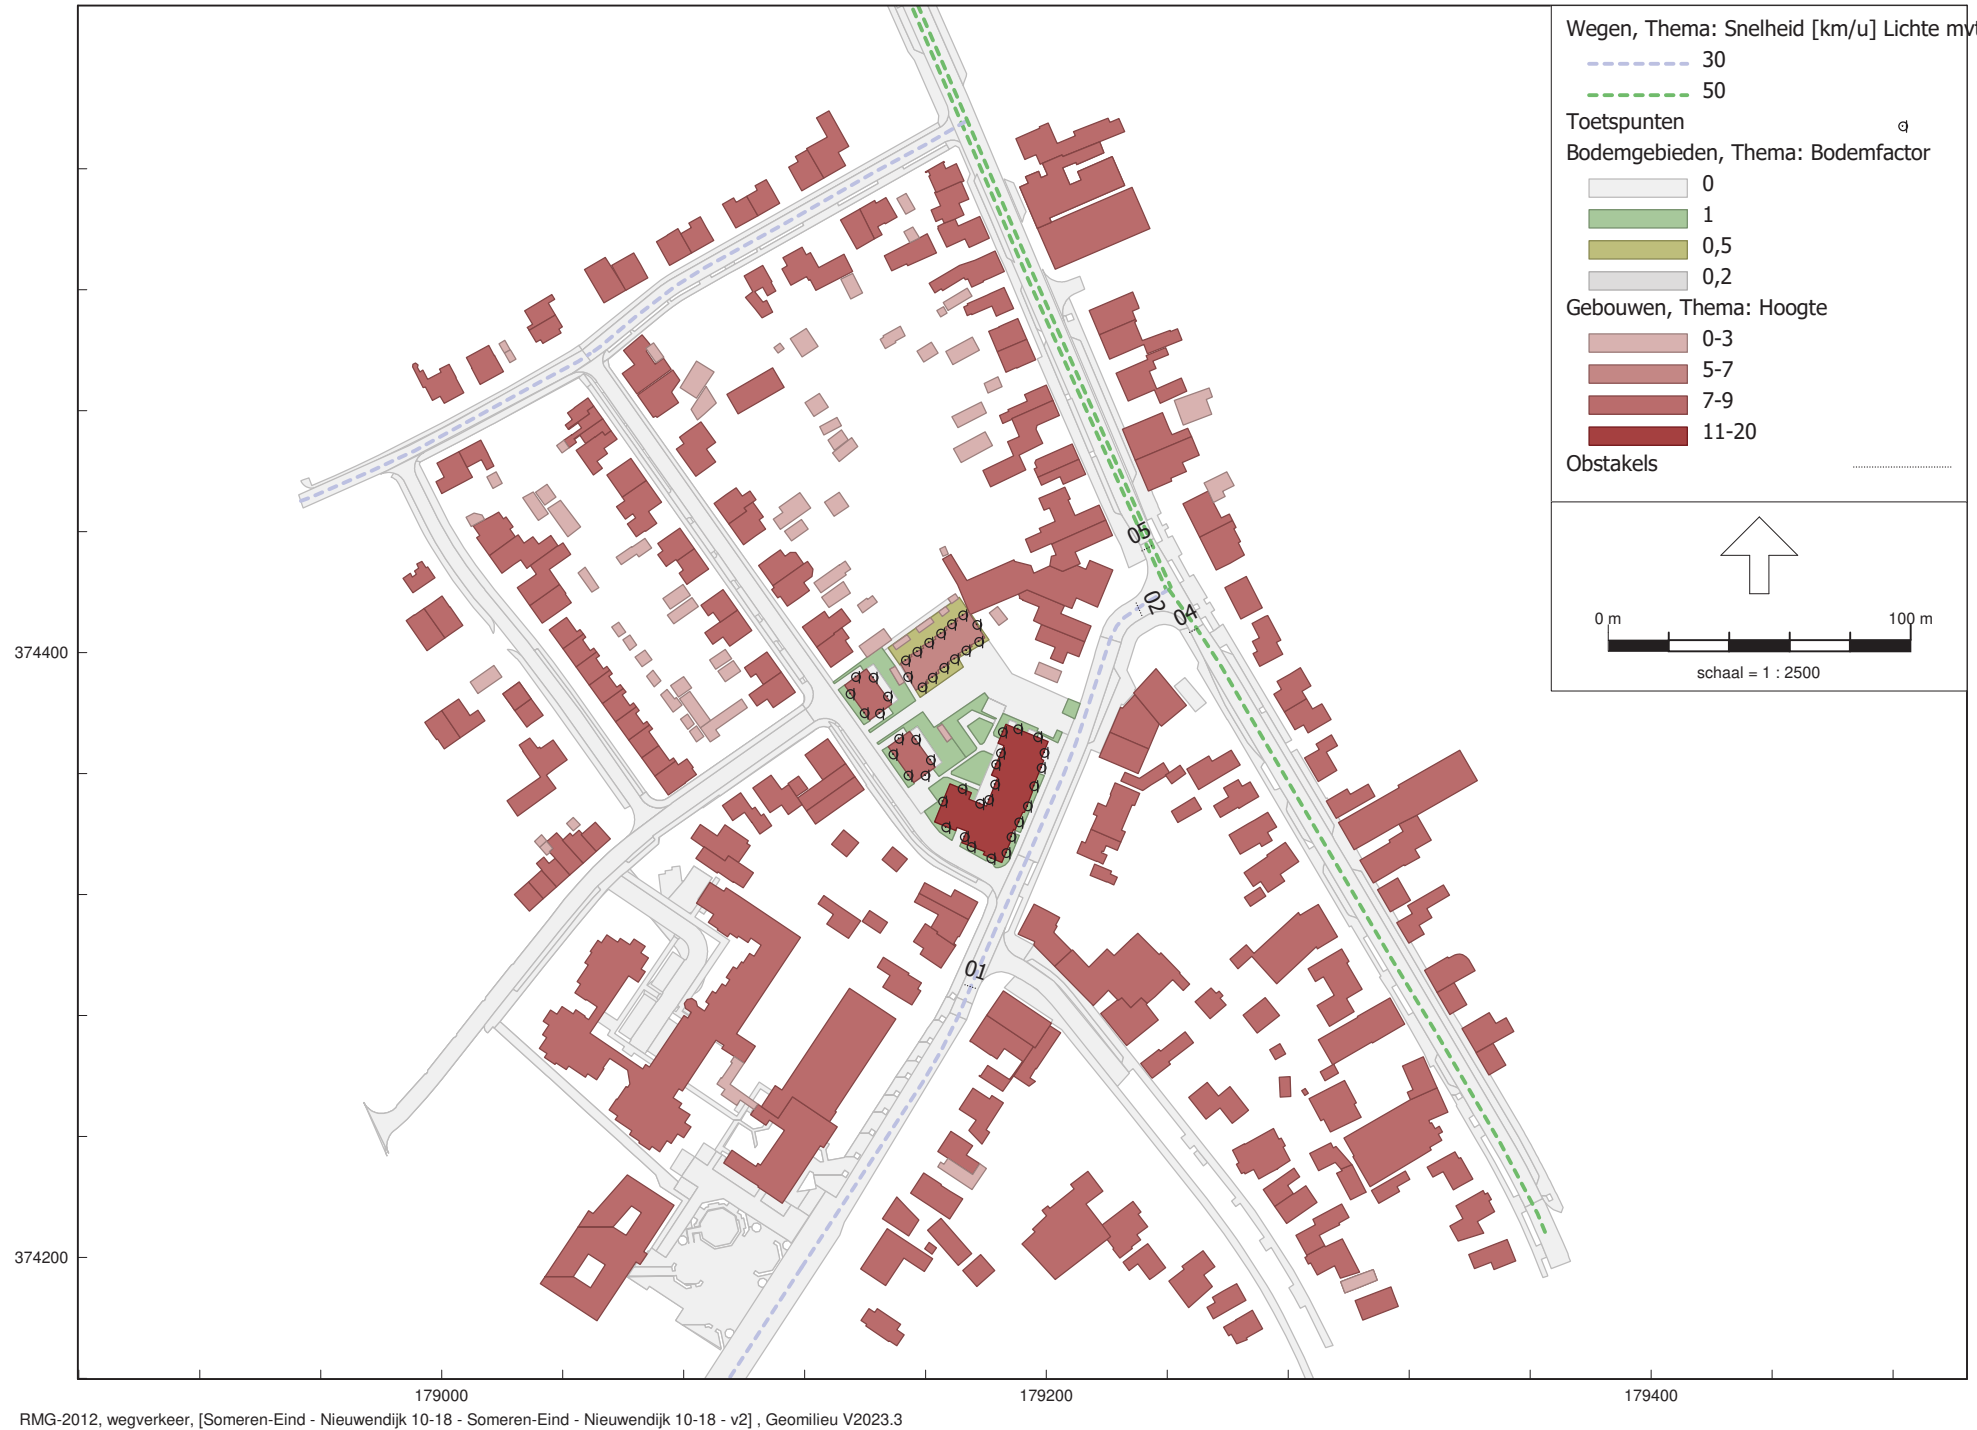 Wegen, Thema: Snelheid [km/u] Lichte mvt
30
50
Toetspunten
Bodemgebieden, Thema: Bodemfactor
0
1
0,5
0,2
Gebouwen, Thema: Hoogte
0-3
5-7
7-9
11-20
Obstakels
0 m
100 m
schaal = 1 : 2500
05
02
04
01
374400
374200
179000
179200
179400
RMG-2012, wegverkeer, [Someren-Eind - Nieuwendijk 10-18 - Someren-Eind - Nieuwendijk 10-18 - v2] , Geomilieu V2023.3